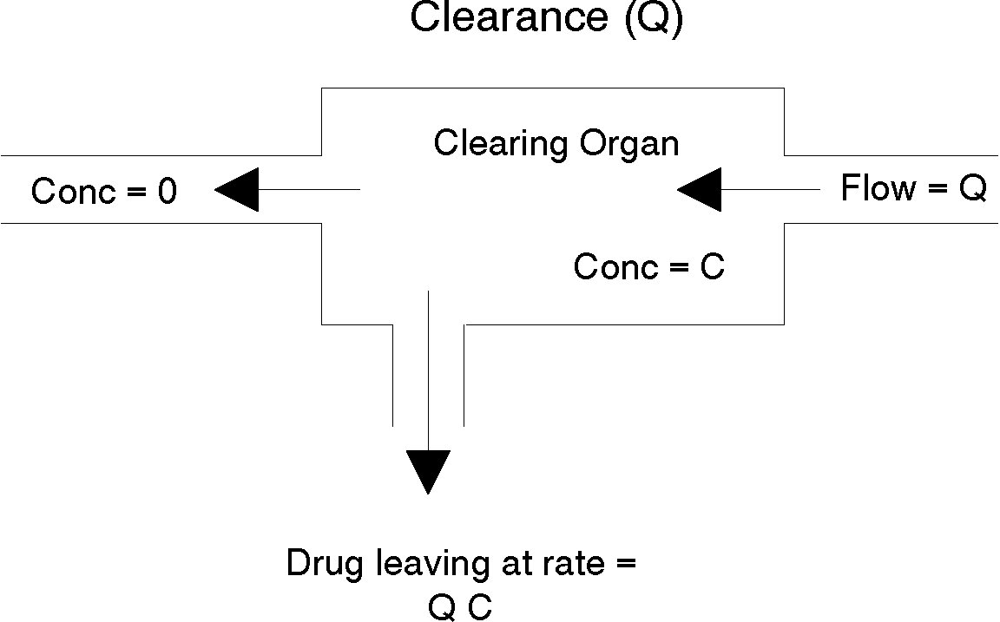 Clearance (Q)
Clearing Organ
Conc = 0
Flow = Q
Conc = C
Drug leaving at rate =
Q C